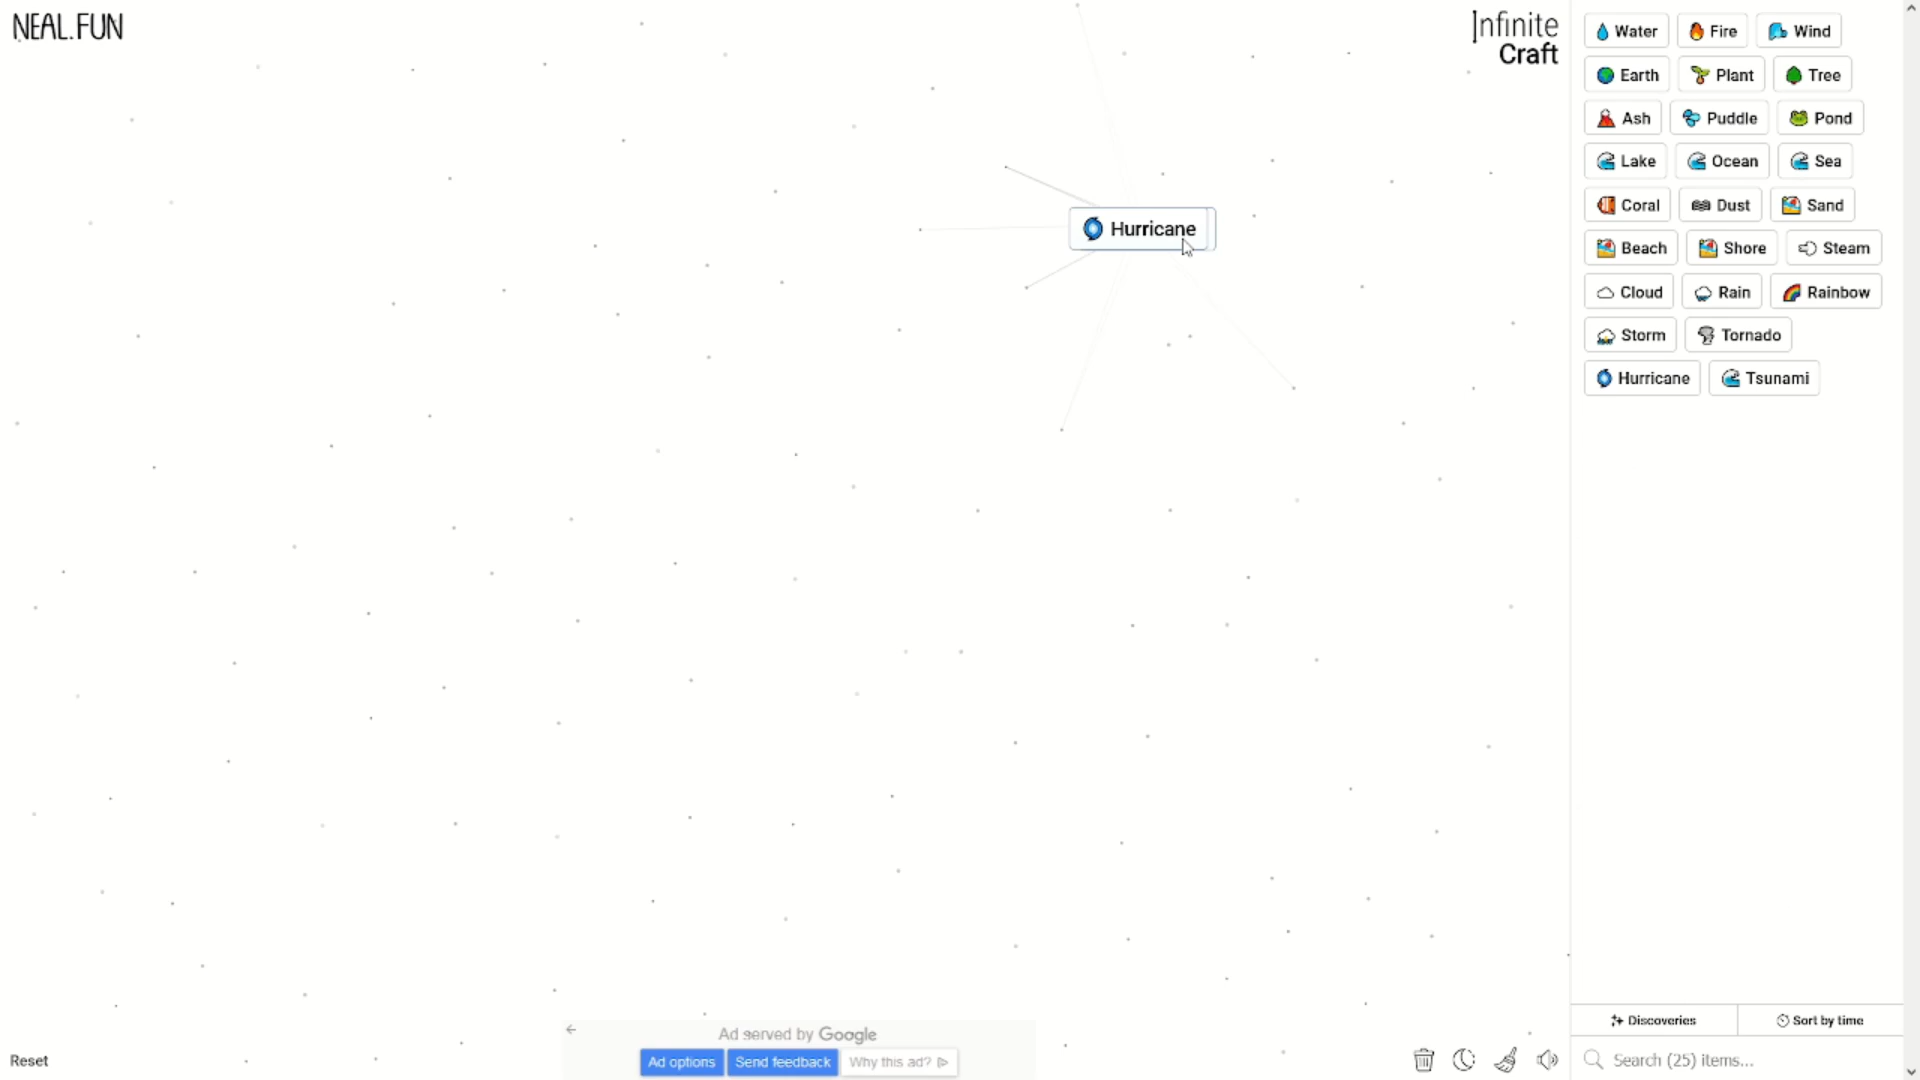 NEAL.FUN
Infinite
Craft
Hurricane
Water Fire Wind
Earth Plant Tree
Ash Puddle Pond
Lake Ocean Sea
Coral Dust Sand
Beach Shore Steam
Cloud Rain Rainbow
Storm Tornado
Hurricane Tsunami
Discoveries Sort by time
Search (25) items...
Ad served by Google
Ad options Send feedback Why this ad?
Reset